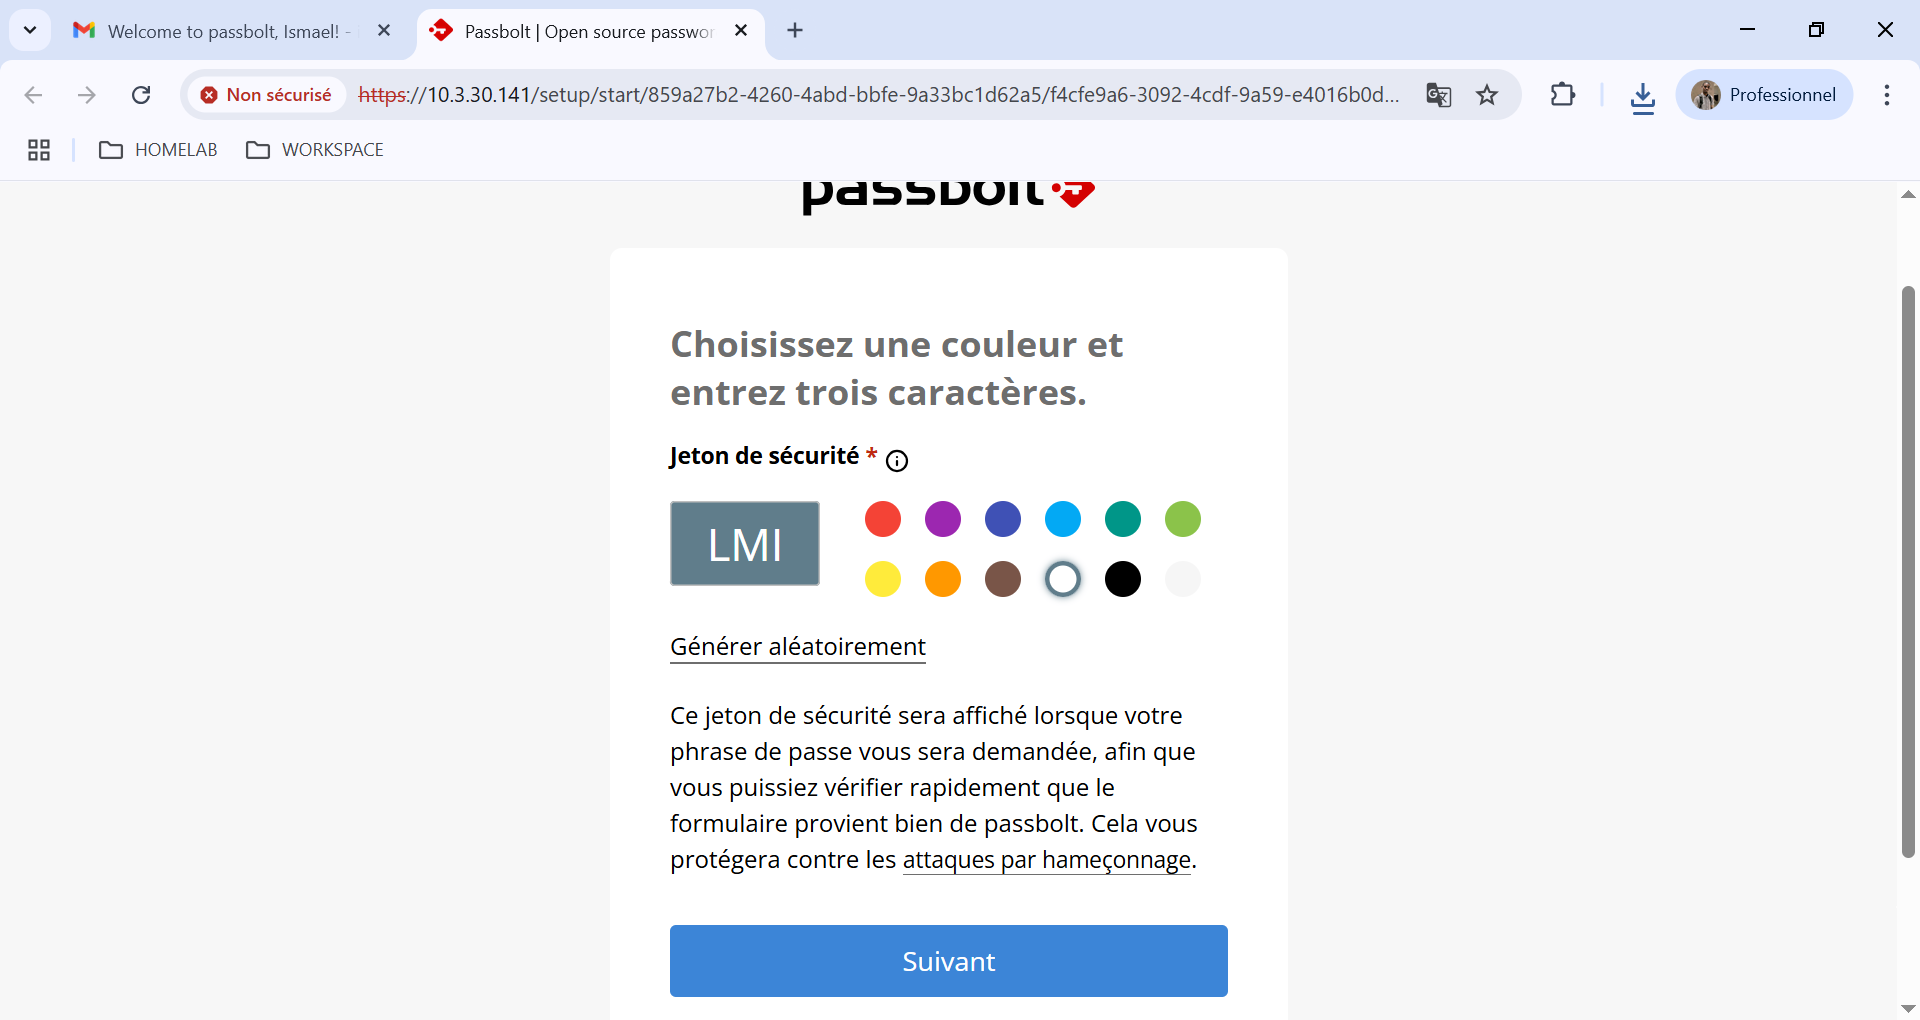 Welcome to passbolt, Ismael! -
Passbolt | Open source passwor
Non sécurisé
https://10.3.30.141/setup/start/859a27b2-4260-4abd-bbfe-9a33bc1d62a5/f4cfe9a6-3092-4cdf-9a59-e4016b0d...
Professionnel
HOMELAB
WORKSPACE
passbolt
Choisissez une couleur et
entrez trois caractères.
Jeton de sécurité *
LMI
Générer aléatoirement
Ce jeton de sécurité sera affiché lorsque votre
phrase de passe vous sera demandée, afin que
vous puissiez vérifier rapidement que le
formulaire provient bien de passbolt. Cela vous
protégera contre les attaques par hameçonnage.
Suivant